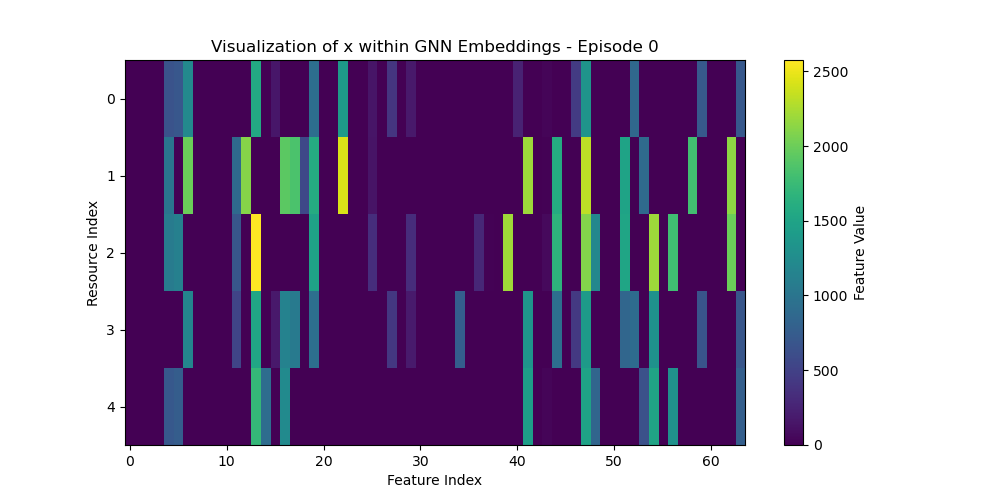 Visualization of x within GNN Embeddings - Episode 0
Resource Index
0
1
2
3
4
0 10 20 30 40 50 60
Feature Index
2500
2000
1500
1000
500
0
Feature Value